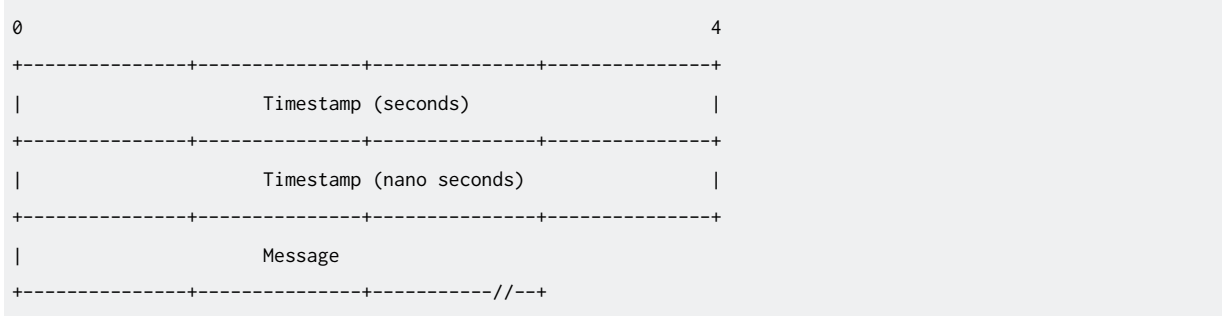 0                                                               4
+---------------+---------------+---------------+---------------+
|                      Timestamp (seconds)                      |
+---------------+---------------+---------------+---------------+
|                      Timestamp (nano seconds)                 |
+---------------+---------------+---------------+---------------+
|                      Message
+---------------+---------------+-----------//--+